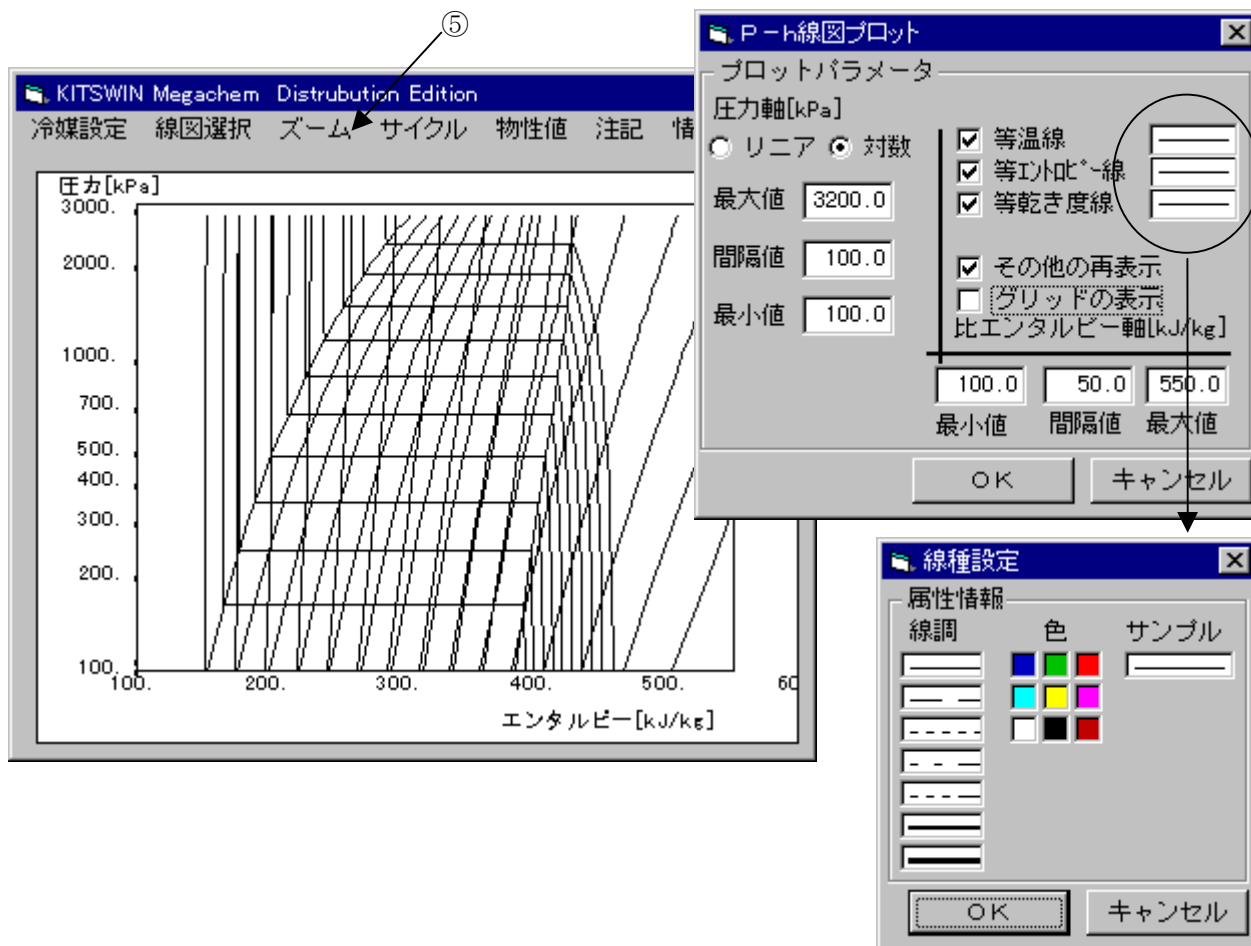 ⑤
KITSWIN Megachem Distrubution Edition
冷媒設定 線図選択 ズーム サイクル 物性値 注記 情
圧力[kPa]
3000.
2000.
1000.
700.
500.
400.
300.
200.
100.
100. 200. 300. 400. 500. 60
エンタルピー[kJ/kg]
P-h線図プロット
プロットパラメータ
圧力軸[kPa]
リニア 対数
最大値 3200.0
間隔値 100.0
最小値 100.0
等温線
等エントロピー線
等乾き度線
その他の再表示
グリッドの表示
比エンタルピー軸[kJ/kg]
100.0 50.0 550.0
最小値 間隔値 最大値
OK キャンセル
線種設定
属性情報
線調 色 サンプル
OK キャンセル